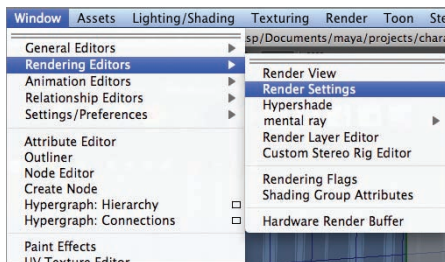 Window Assets Lighting/Shading Texturing Render Toon
sp/Documents/maya/projects/chara
General Editors
Rendering Editors
Animation Editors
Relationship Editors
Settings/Preferences
Attribute Editor
Outliner
Node Editor
Create Node
Hypergraph: Hierarchy
Hypergraph: Connections
Paint Effects
UV Texture Editor
Render View
Render Settings
Hypershade
mental ray
Render Layer Editor
Custom Stereo Rig Editor
Rendering Flags
Shading Group Attributes
Hardware Render Buffer